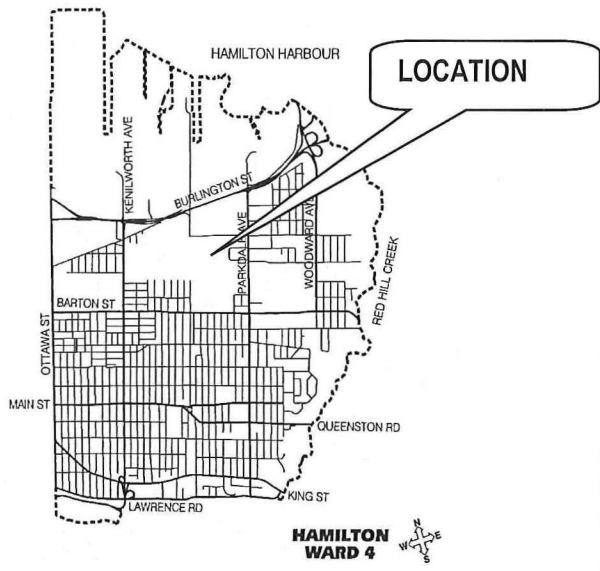 HAMILTON HARBOUR
LOCATION
KENILWORTH AVE
BURLINGTON ST
PARKDALE AVE
WOODWARD AVE
RED HILL CREEK
BARTON ST
OTTAWA ST
MAIN ST
QUEENSTON RD
KING ST
LAWRENCE RD
HAMILTON
WARD 4
N
W E
S